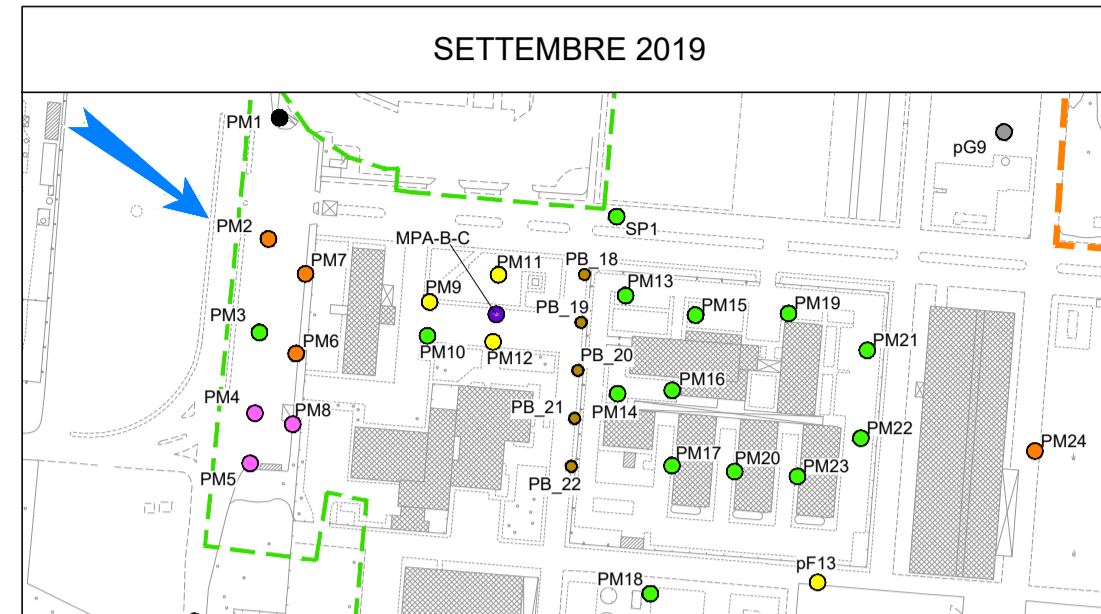 SETTEMBRE 2019
PM1
pG9
PM2
SP1
MPA-B-C
PM7
PM11
PB_18
PM9
PM13
PM15
PM19
PM3
PB_19
PM6
PM10
PM12
PM21
PB_20
PM4
PM8
PM16
PM14
PB_21
PM22
PM24
PM5
PM17
PM20
PM23
PB_22
pF13
PM18